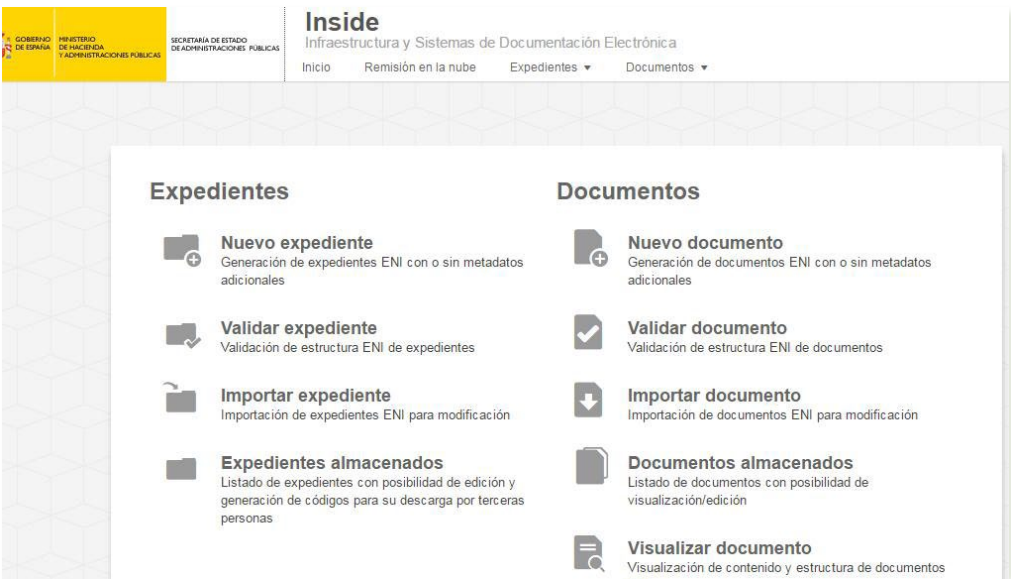 GOBIERNO
DE ESPAÑA
MINISTERIO
DE HACIENDA
Y ADMINISTRACIONES PÚBLICAS
SECRETARÍA DE ESTADO
DE ADMINISTRACIONES PÚBLICAS
Inside
Infraestructura y Sistemas de Documentación Electrónica
Inicio Remisión en la nube Expedientes Documentos
Expedientes
Nuevo expediente
Generación de expedientes ENI con o sin metadatos
adicionales
Validar expediente
Validación de estructura ENI de expedientes
Importar expediente
Importación de expedientes ENI para modificación
Expedientes almacenados
Listado de expedientes con posibilidad de edición y
generación de códigos para su descarga por terceras
personas
Documentos
Nuevo documento
Generación de documentos ENI con o sin metadatos
adicionales
Validar documento
Validación de estructura ENI de documentos
Importar documento
Importación de documentos ENI para modificación
Documentos almacenados
Listado de documentos con posibilidad de
visualización/edición
Visualizar documento
Visualización de contenido y estructura de documentos